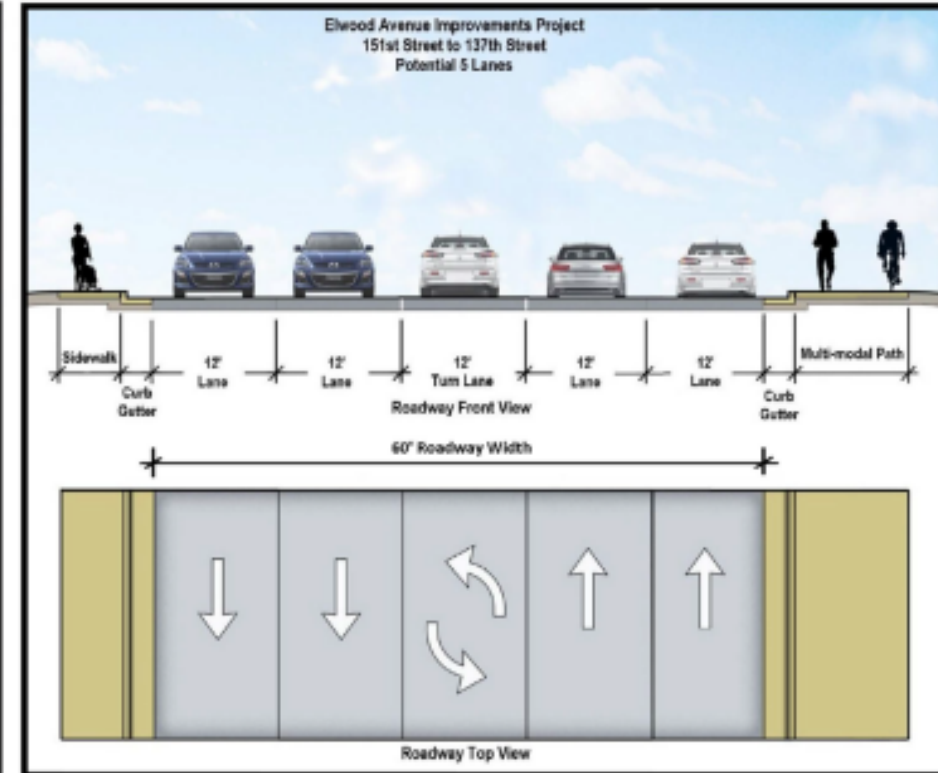 Elwood Avenue Improvements Project
151st Street to 137th Street
Potential 5 Lanes
Sidewalk
Curb
Gutter
12'
Lane
12'
Lane
12'
Turn Lane
12'
Lane
12'
Lane
Curb
Gutter
Multi-modal Path
Roadway Front View
60" Roadway Width
Roadway Top View